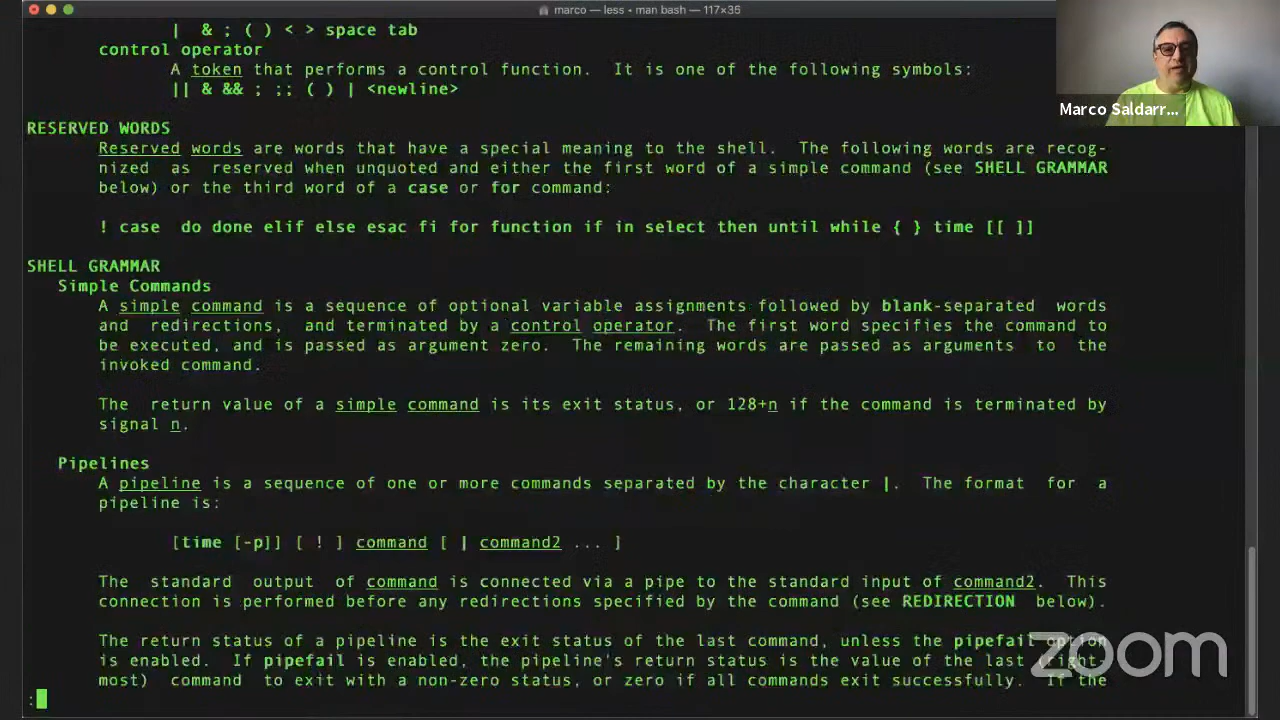 marco — less • man bash — 117×35
| & ; ( ) < > space tab
control operator
A token that performs a control function. It is one of the following symbols:
|| & && ; ;; ( ) | <newline>
RESERVED WORDS
Reserved words are words that have a special meaning to the shell. The following words are recog-
nized as reserved when unquoted and either the first word of a simple command (see SHELL GRAMMAR
below) or the third word of a case or for command:
! case do done elif else esac fi for function if in select then until while { } time [[ ]]
SHELL GRAMMAR
Simple Commands
A simple command is a sequence of optional variable assignments followed by blank-separated words
and redirections, and terminated by a control operator. The first word specifies the command to
be executed, and is passed as argument zero. The remaining words are passed as arguments to the
invoked command.
The return value of a simple command is its exit status, or 128+n if the command is terminated by
signal n.
Pipelines
A pipeline is a sequence of one or more commands separated by the character |. The format for a
pipeline is:
[time [-p]] [ ! ] command [ | command2 ... ]
The standard output of command is connected via a pipe to the standard input of command2. This
connection is performed before any redirections specified by the command (see REDIRECTION below).
The return status of a pipeline is the exit status of the last command, unless the pipefail option
is enabled. If pipefail is enabled, the pipeline's return status is the value of the last (right-
most) command to exit with a non-zero status, or zero if all commands exit successfully. If the
:
Marco Saldarr...
zoom